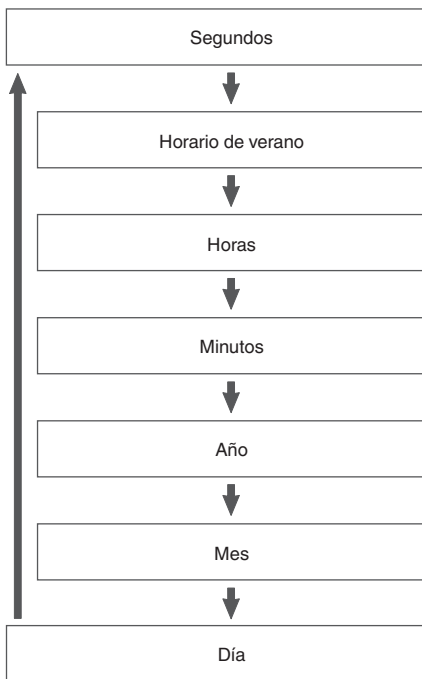 Segundos
Horario de verano
Horas
Minutos
Año
Mes
Día